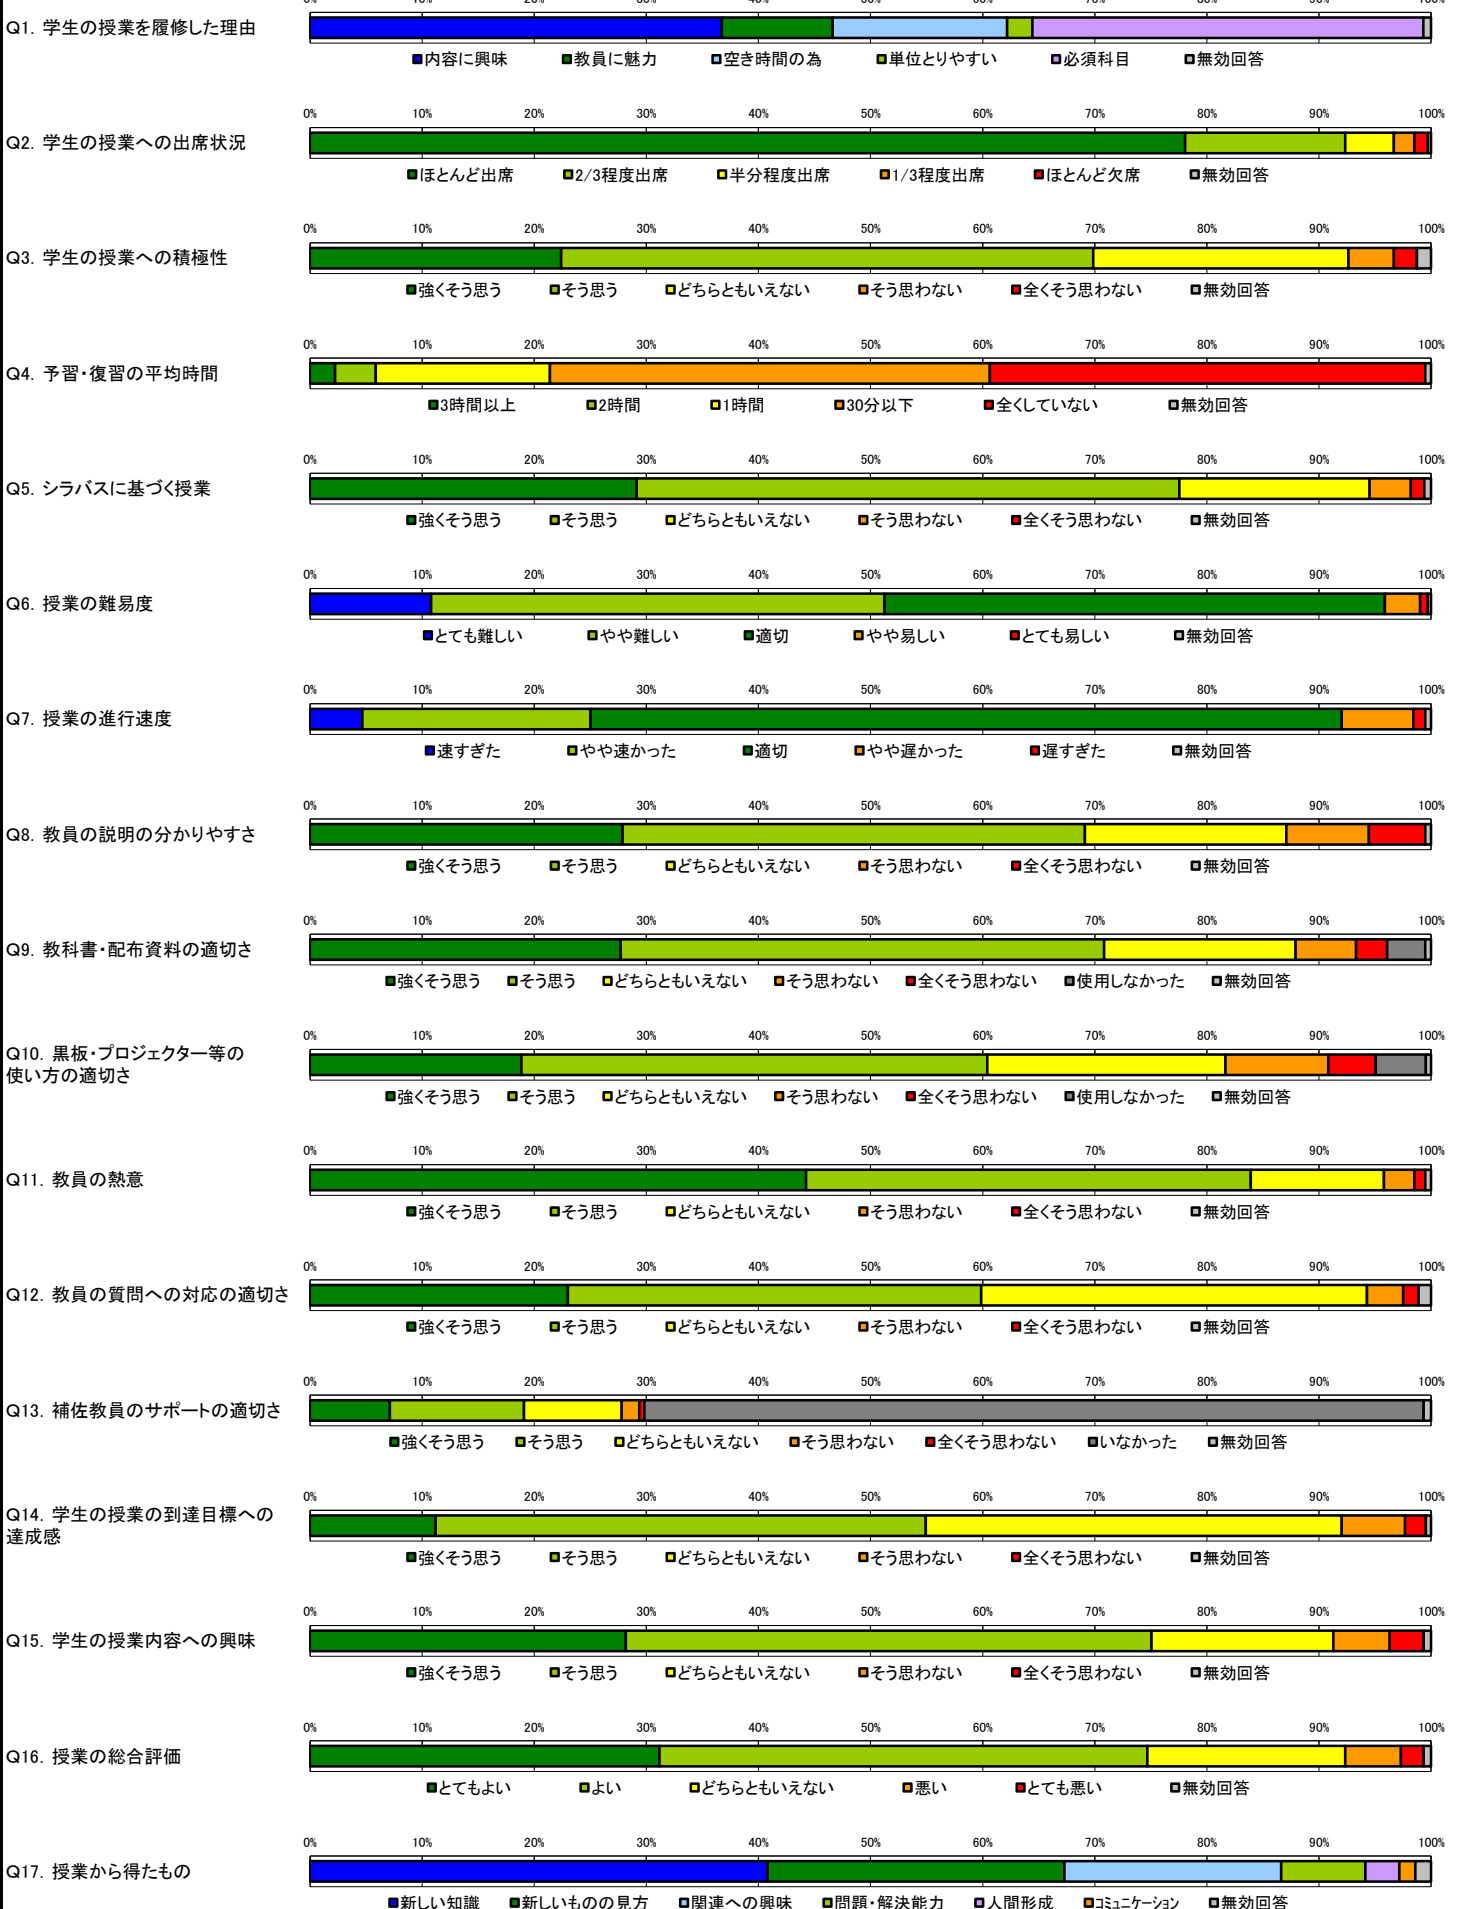 Q1. 学生の授業を履修した理由
■内容に興味 ■教員に魅力 □空き時間の為 □単位とりやすい □必須科目 □無効回答
0% 10% 20% 30% 40% 50% 60% 70% 80% 90% 100%
Q2. 学生の授業への出席状況
■ほとんど出席 □2/3程度出席 □半分程度出席 □1/3程度出席 ■ほとんど欠席 □無効回答
0% 10% 20% 30% 40% 50% 60% 70% 80% 90% 100%
Q3. 学生の授業への積極性
■強くそう思う □そう思う □どちらともいえない □そう思わない ■全くそう思わない □無効回答
0% 10% 20% 30% 40% 50% 60% 70% 80% 90% 100%
Q4. 予習・復習の平均時間
■3時間以上 □2時間 □1時間 □30分以下 ■全くしていない □無効回答
0% 10% 20% 30% 40% 50% 60% 70% 80% 90% 100%
Q5. シラバスに基づく授業
■強くそう思う □そう思う □どちらともいえない □そう思わない ■全くそう思わない □無効回答
0% 10% 20% 30% 40% 50% 60% 70% 80% 90% 100%
Q6. 授業の難易度
■とても難しい □やや難しい ■適切 □やや易しい ■とても易しい □無効回答
0% 10% 20% 30% 40% 50% 60% 70% 80% 90% 100%
Q7. 授業の進行速度
■速すぎた □やや速かった ■適切 □やや遅かった ■遅すぎた □無効回答
0% 10% 20% 30% 40% 50% 60% 70% 80% 90% 100%
Q8. 教員の説明の分かりやすさ
■強くそう思う □そう思う □どちらともいえない □そう思わない ■全くそう思わない □無効回答
0% 10% 20% 30% 40% 50% 60% 70% 80% 90% 100%
Q9. 教科書・配布資料の適切さ
■強くそう思う □そう思う □どちらともいえない □そう思わない ■全くそう思わない ■使用しなかった □無効回答
0% 10% 20% 30% 40% 50% 60% 70% 80% 90% 100%
Q10. 黒板・プロジェクター等の
使い方の適切さ
■強くそう思う □そう思う □どちらともいえない □そう思わない ■全くそう思わない ■使用しなかった □無効回答
0% 10% 20% 30% 40% 50% 60% 70% 80% 90% 100%
Q11. 教員の熱意
■強くそう思う □そう思う □どちらともいえない □そう思わない ■全くそう思わない □無効回答
0% 10% 20% 30% 40% 50% 60% 70% 80% 90% 100%
Q12. 教員の質問への対応の適切さ
■強くそう思う □そう思う □どちらともいえない □そう思わない ■全くそう思わない □無効回答
0% 10% 20% 30% 40% 50% 60% 70% 80% 90% 100%
Q13. 補佐教員のサポートの適切さ
■強くそう思う □そう思う □どちらともいえない □そう思わない ■全くそう思わない ■いなかった □無効回答
0% 10% 20% 30% 40% 50% 60% 70% 80% 90% 100%
Q14. 学生の授業の到達目標への
達成感
■強くそう思う □そう思う □どちらともいえない □そう思わない ■全くそう思わない □無効回答
0% 10% 20% 30% 40% 50% 60% 70% 80% 90% 100%
Q15. 学生の授業内容への興味
■強くそう思う □そう思う □どちらともいえない □そう思わない ■全くそう思わない □無効回答
0% 10% 20% 30% 40% 50% 60% 70% 80% 90% 100%
Q16. 授業の総合評価
■とてもよい □よい □どちらともいえない □悪い ■とても悪い □無効回答
0% 10% 20% 30% 40% 50% 60% 70% 80% 90% 100%
Q17. 授業から得たもの
■新しい知識 ■新しいものの見方 □関連への興味 □問題・解決能力 □人間形成 □コミュニケーション □無効回答